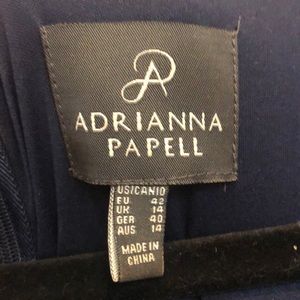 AP
ADRIANNA
PAPELL
US/CAN 10
EU 42
UK 14
GER 40
AUS 14
MADE IN
CHINA